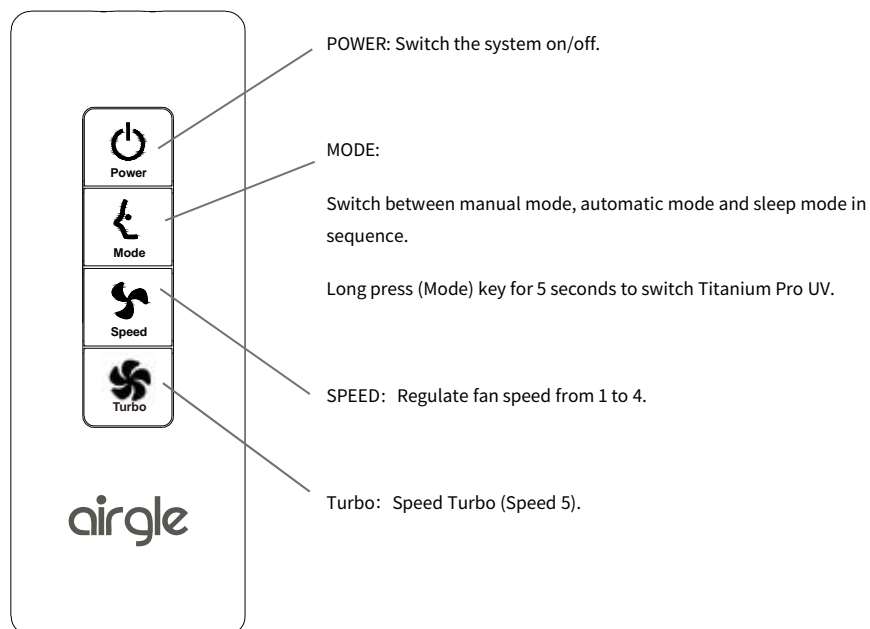 POWER: Switch the system on/off.
Power
MODE:
Mode
Switch between manual mode, automatic mode and sleep mode in
sequence.
Long press (Mode) key for 5 seconds to switch Titanium Pro UV.
Speed
SPEED： Regulate fan speed from 1 to 4.
Turbo
Turbo： Speed Turbo (Speed 5).
airgle